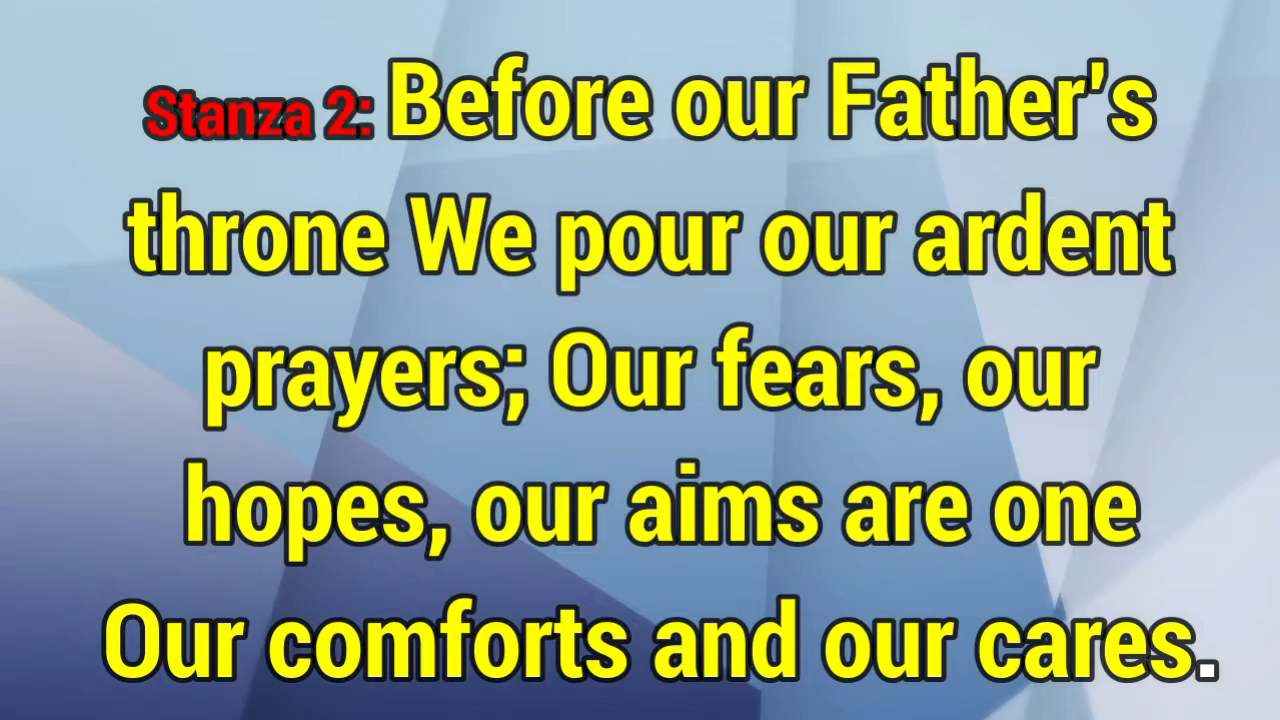 Stanza 2: Before our Father's
throne We pour our ardent
prayers; Our fears, our
hopes, our aims are one
Our comforts and our cares.